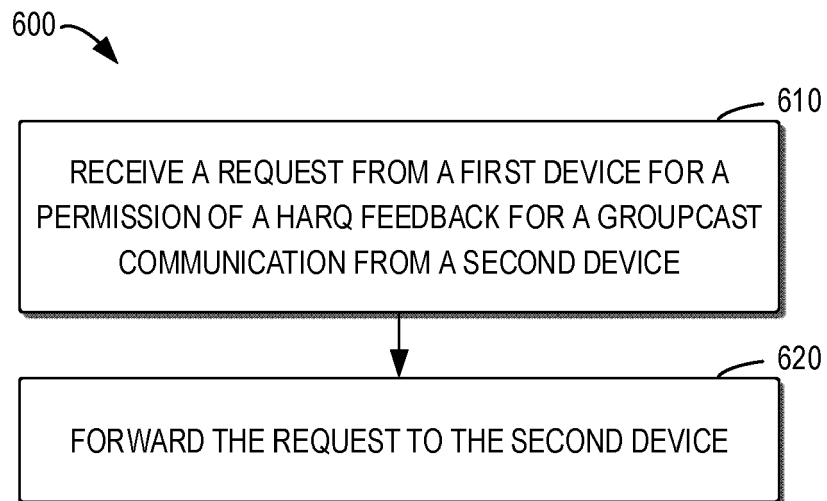 600
610
RECEIVE A REQUEST FROM A FIRST DEVICE FOR A
PERMISSION OF A HARQ FEEDBACK FOR A GROUPCAST
COMMUNICATION FROM A SECOND DEVICE
620
FORWARD THE REQUEST TO THE SECOND DEVICE